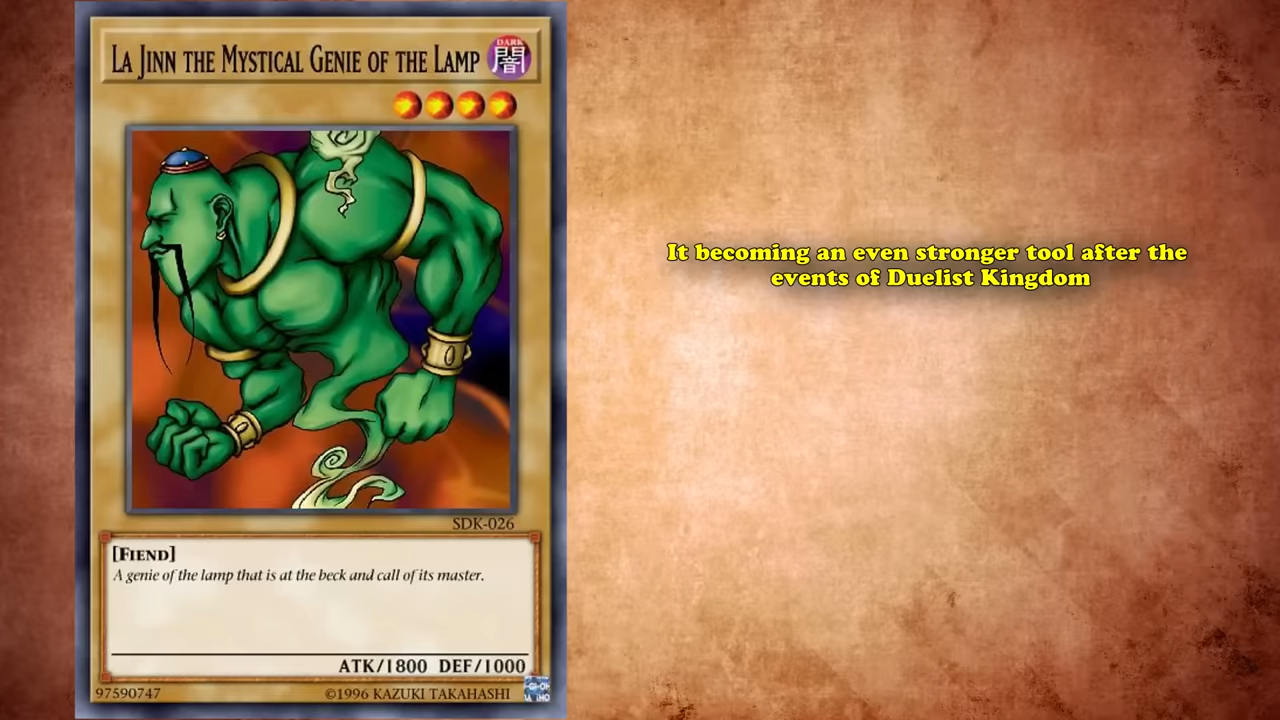 La Jinn the Mystical Genie of the Lamp
DARK
闇
SDK-026
[Fiend]
A genie of the lamp that is at the beck and call of its master.
ATK/1800 DEF/1000
97590747
©1996 KAZUKI TAKAHASHI
It becoming an even stronger tool after the
events of Duelist Kingdom